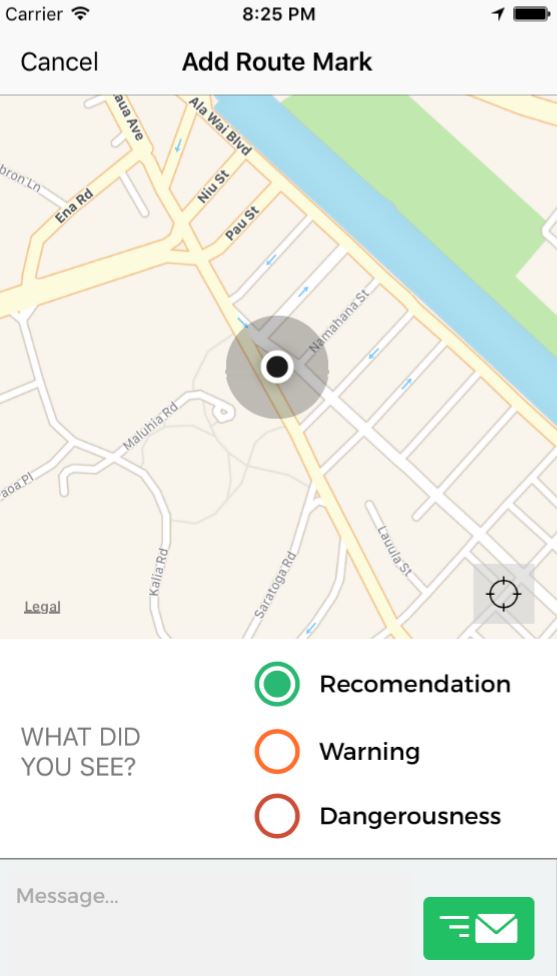 Carrier
8:25 PM
Cancel
Add Route Mark
aua Ave
Ala Wai Blvd
bron Ln
Ena Rd
Niu St
Pau St
Namahana St
Maluhia Rd
aoa Pl
Kalia Rd
Saratoga Rd
Lauula St
Legal
WHAT DID
YOU SEE?
Recomendation
Warning
Dangerousness
Message...